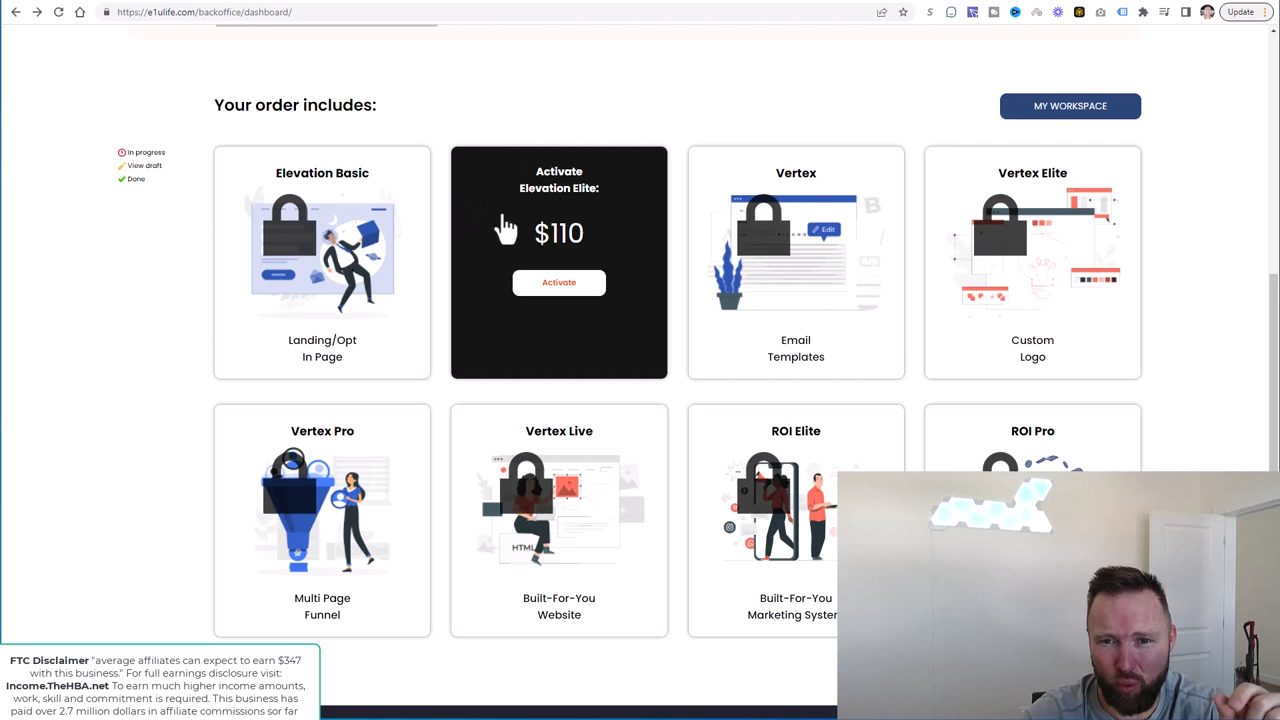 https://e1ulife.com/backoffice/dashboard/
Update
Your order includes:
MY WORKSPACE
In progress
View draft
Done
Elevation Basic
Landing/Opt
In Page
Activate
Elevation Elite:
$110
Activate
Vertex
B
Edit
Email
Templates
Vertex Elite
Custom
Logo
Vertex Pro
Multi Page
Funnel
Vertex Live
HTML
Built-For-You
Website
ROI Elite
Built-For-You
Marketing System
ROI Pro
FTC Disclaimer "average affiliates can expect to earn $347
with this business." For full earnings disclosure visit:
Income.TheHBA.net To earn much higher income amounts,
work, skill and commitment is required. This business has
paid over 2.7 million dollars in affiliate commissions sor far